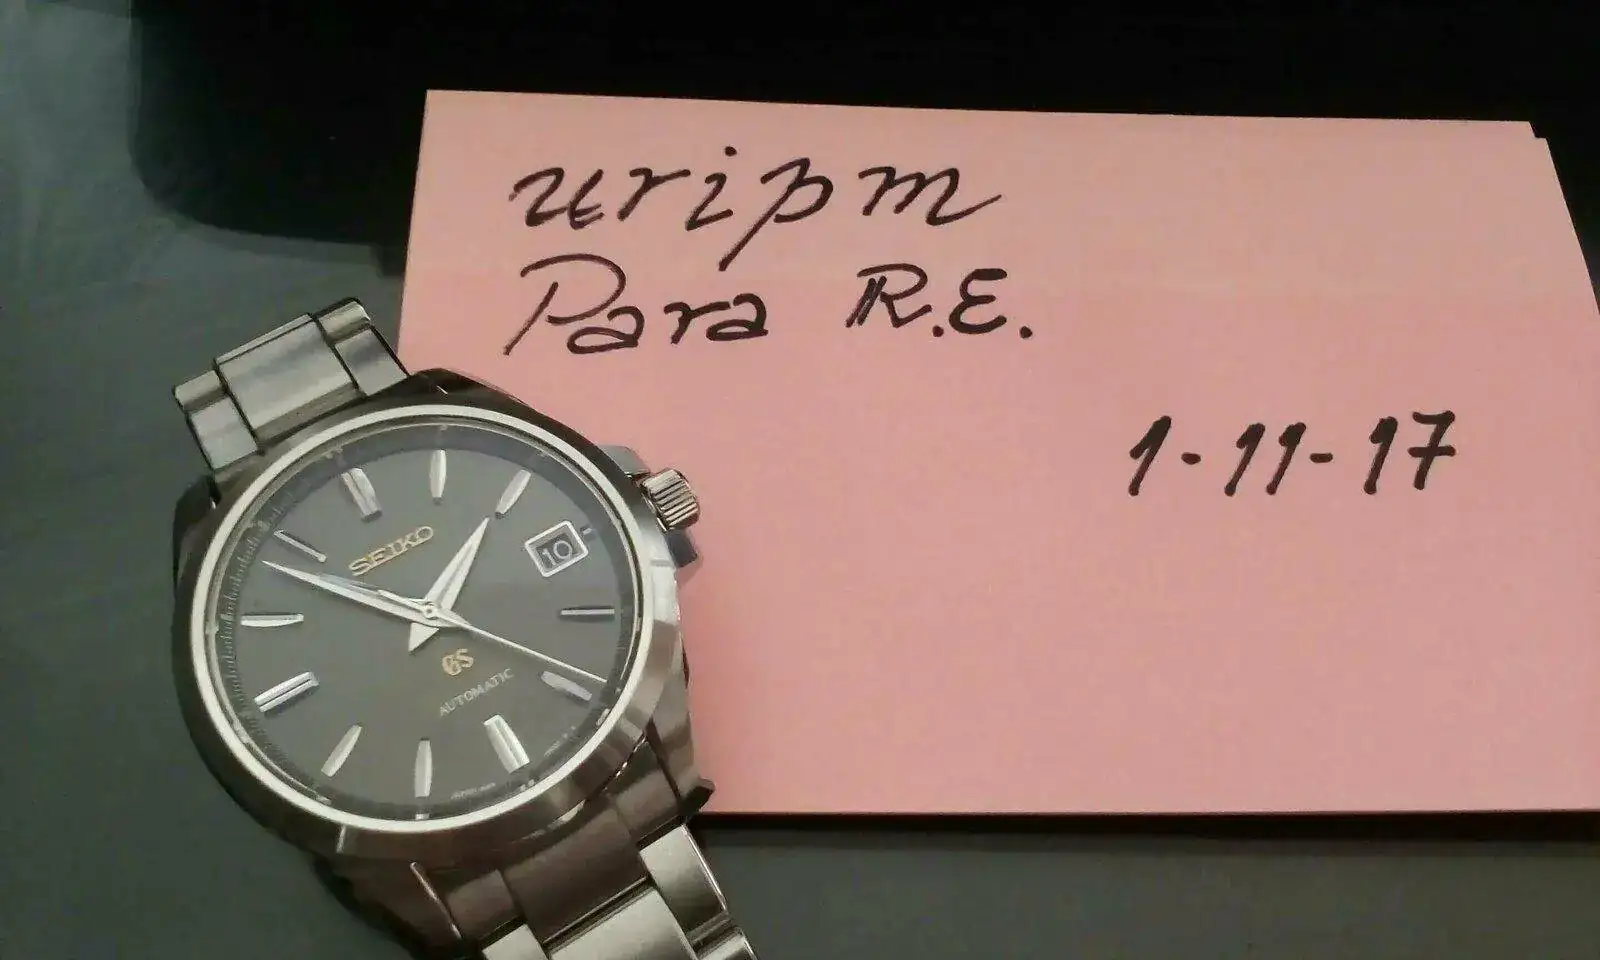 uripm
Para R.E.
1-11-17
SEIKO
10
GS
AUTOMATIC